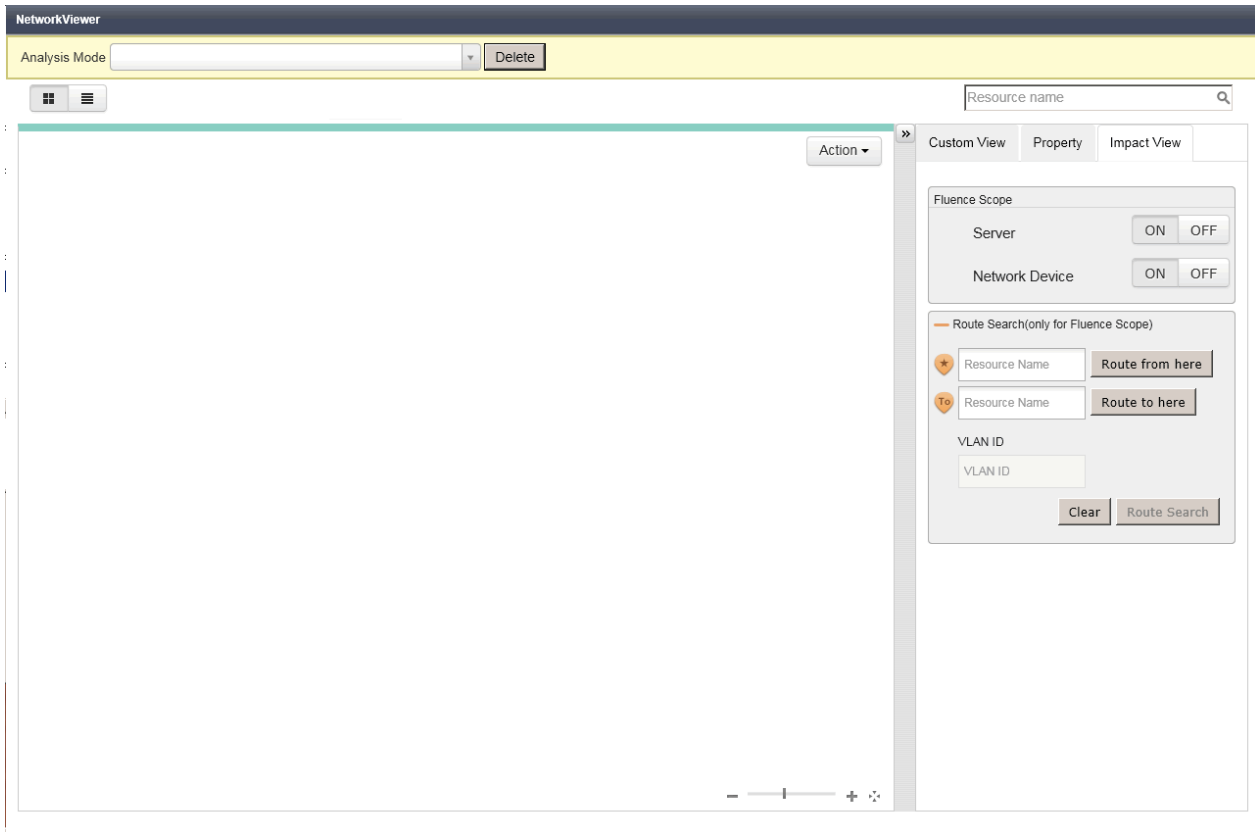 NetworkViewer
Analysis Mode Delete
Resource name
Action
Custom View Property Impact View
Fluence Scope
Server ON OFF
Network Device ON OFF
Route Search(only for Fluence Scope)
Resource Name Route from here
To Resource Name Route to here
VLAN ID
VLAN ID
Clear Route Search